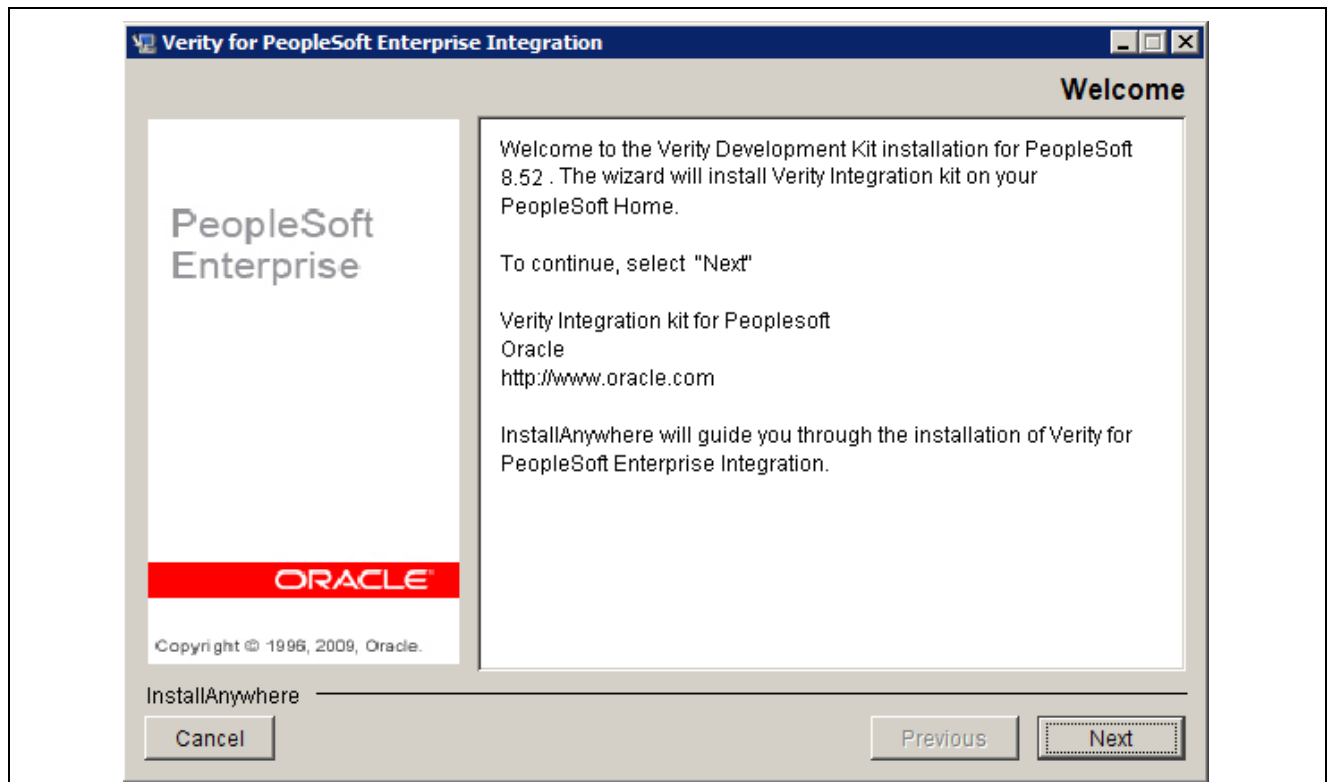 Verity for PeopleSoft Enterprise Integration
Welcome
PeopleSoft
Enterprise
ORACLE
Copyright © 1996, 2009, Oracle.
Welcome to the Verity Development Kit installation for PeopleSoft
8.52 . The wizard will install Verity Integration kit on your
PeopleSoft Home.
To continue, select "Next"
Verity Integration kit for Peoplesoft
Oracle
http://www.oracle.com
InstallAnywhere will guide you through the installation of Verity for
PeopleSoft Enterprise Integration.
InstallAnywhere
Cancel
Previous
Next